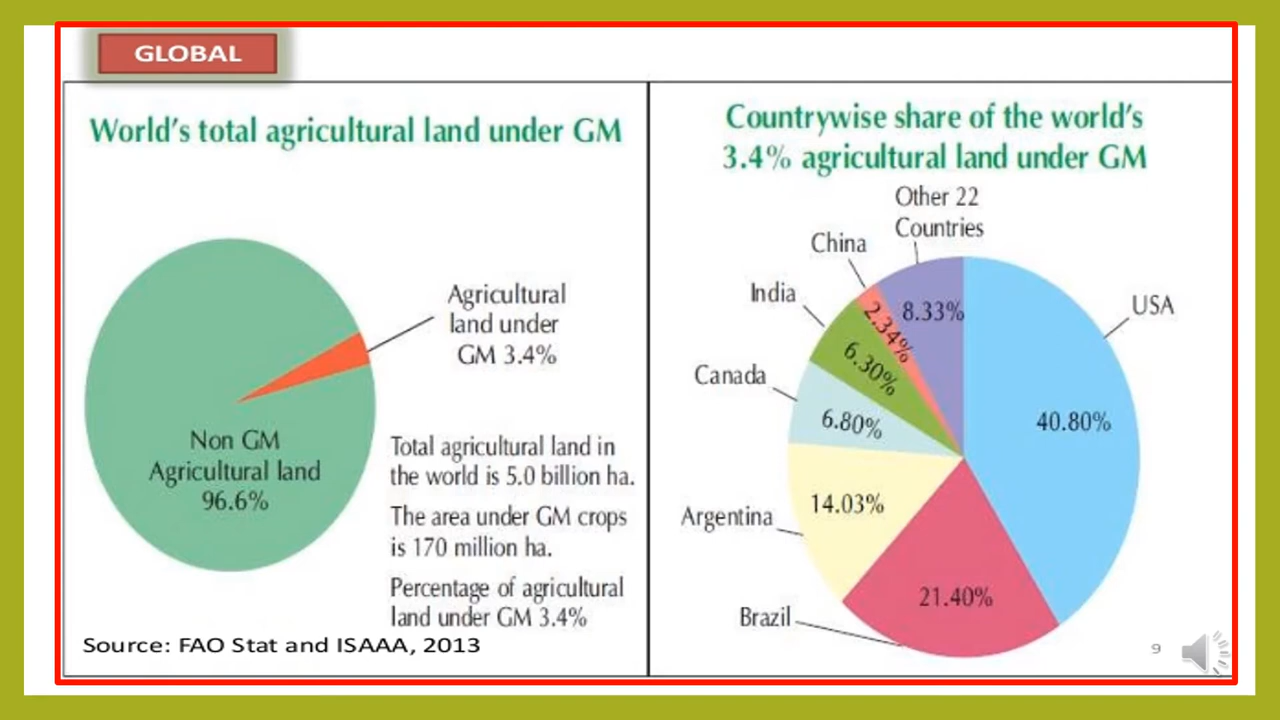 GLOBAL
World's total agricultural land under GM
Agricultural
land under
GM 3.4%
Non GM
Agricultural land
96.6%
Total agricultural land in
the world is 5.0 billion ha.
The area under GM crops
is 170 million ha.
Percentage of agricultural
land under GM 3.4%
Source: FAO Stat and ISAAA, 2013
Countrywise share of the world's
3.4% agricultural land under GM
Other 22
Countries
China
India
Canada
Argentina
Brazil
USA
8.33%
2.34%
6.30%
6.80%
14.03%
21.40%
40.80%
9